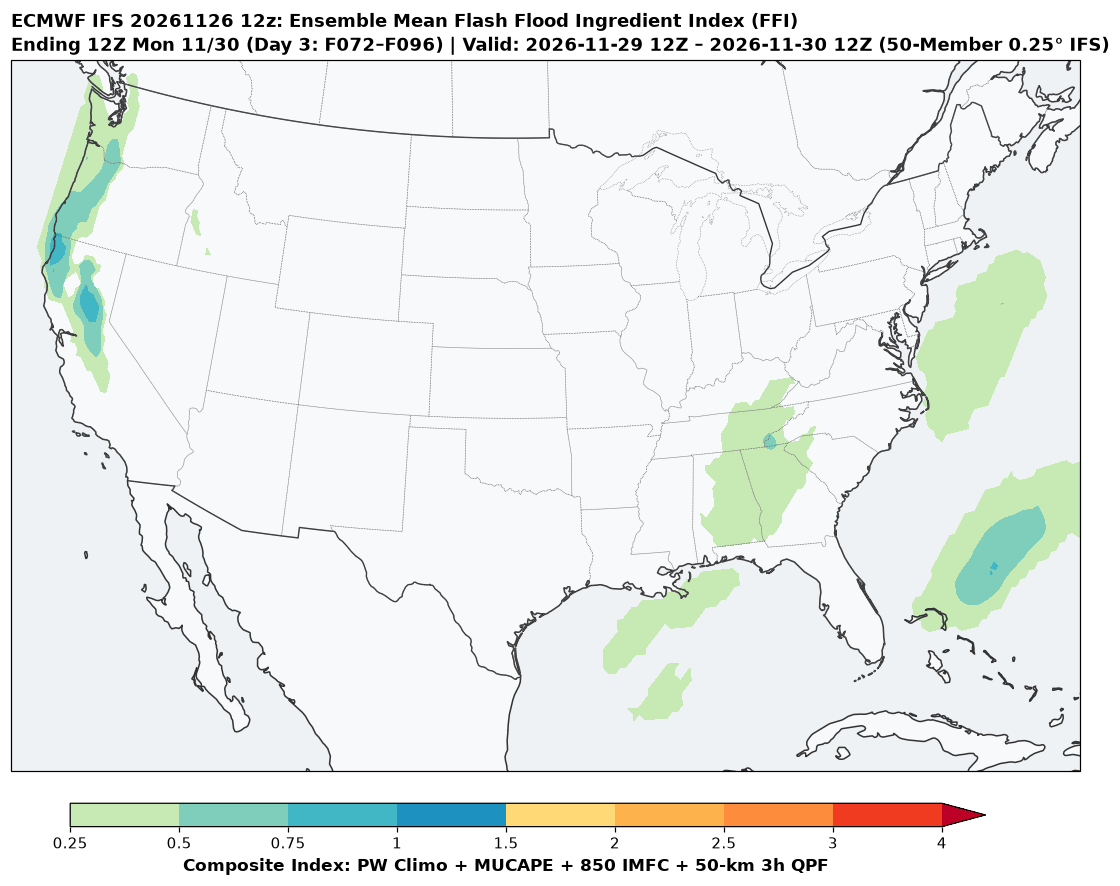 ECMWF IFS 20261126 12z: Ensemble Mean Flash Flood Ingredient Index (FFI)
Ending 12Z Mon 11/30 (Day 3: F072–F096) | Valid: 2026-11-29 12Z – 2026-11-30 12Z (50-Member 0.25° IFS)
0.25 0.5 0.75 1 1.5 2 2.5 3 4
Composite Index: PW Climo + MUCAPE + 850 IMFC + 50-km 3h QPF